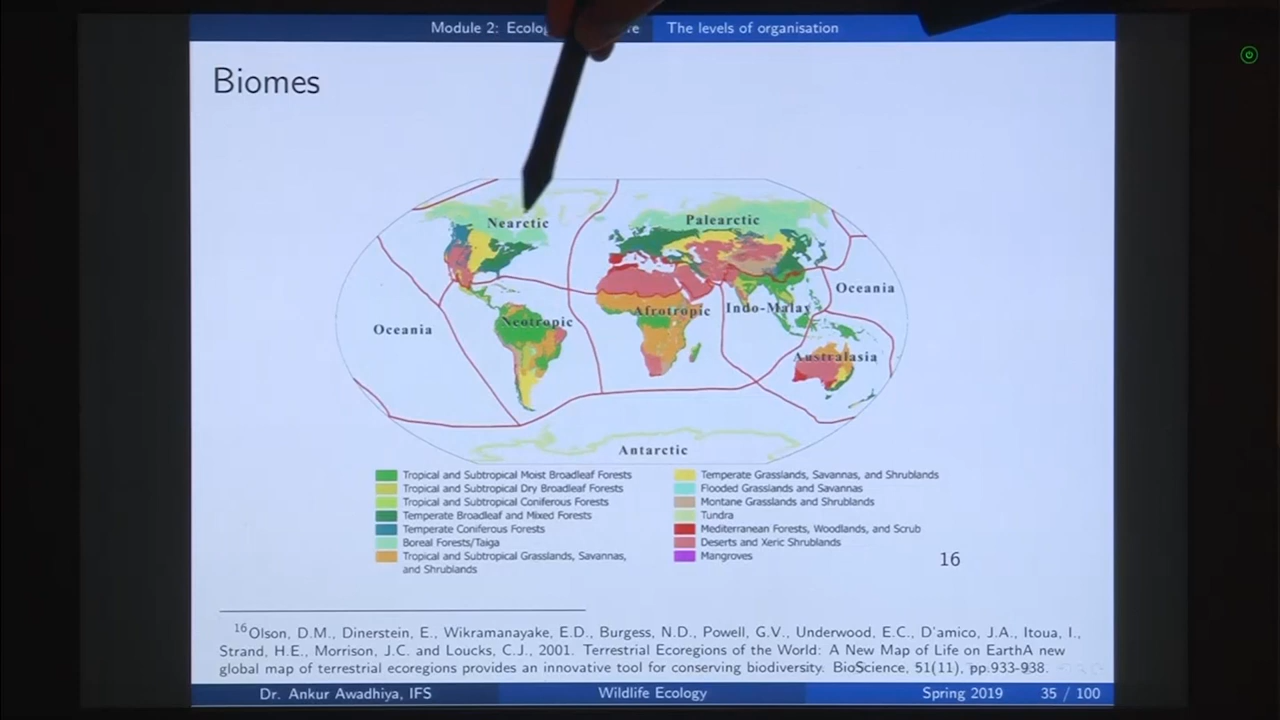 Module 2: Ecolog re The levels of organisation
Biomes
Nearctic
Palearctic
Oceania
Neotropic
Afrotropic
Indo-Malay
Oceania
Australasia
Antarctic
Tropical and Subtropical Moist Broadleaf Forests
Tropical and Subtropical Dry Broadleaf Forests
Tropical and Subtropical Coniferous Forests
Temperate Broadleaf and Mixed Forests
Temperate Coniferous Forests
Boreal Forests/Taiga
Tropical and Subtropical Grasslands, Savannas,
and Shrublands
Temperate Grasslands, Savannas, and Shrublands
Flooded Grasslands and Savannas
Montane Grasslands and Shrublands
Tundra
Mediterranean Forests, Woodlands, and Scrub
Deserts and Xeric Shrublands
Mangroves
16
16 Olson, D.M., Dinerstein, E., Wikramanayake, E.D., Burgess, N.D., Powell, G.V., Underwood, E.C., D'amico, J.A., Itoua, I.,
Strand, H.E., Morrison, J.C. and Loucks, C.J., 2001. Terrestrial Ecoregions of the World: A New Map of Life on EarthA new
global map of terrestrial ecoregions provides an innovative tool for conserving biodiversity. BioScience, 51(11), pp.933-938.
Dr. Ankur Awadhiya, IFS Wildlife Ecology Spring 2019 35 / 100